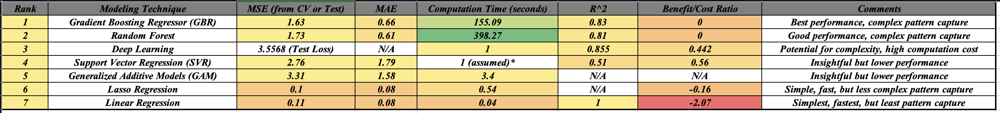 Rank Modeling Technique MSE (from CV or Test) MAE Computation Time (seconds) R^2 Benefit/Cost Ratio Comments
1 Gradient Boosting Regressor (GBR) 1.63 0.66 155.09 0.83 0 Best performance, complex pattern capture
2 Random Forest 1.73 0.61 398.27 0.81 0 Good performance, complex pattern capture
3 Deep Learning 3.5568 (Test Loss) N/A 1 0.855 0.442 Potential for complexity, high computation cost
4 Support Vector Regression (SVR) 2.76 1.79 1 (assumed)* 0.51 0.56 Insightful but lower performance
5 Generalized Additive Models (GAM) 3.31 1.58 3.4 N/A N/A Insightful but lower performance
6 Lasso Regression 0.1 0.08 0.54 N/A -0.16 Simple, fast, but less complex pattern capture
7 Linear Regression 0.11 0.08 0.04 1 -2.07 Simplest, fastest, but least pattern capture